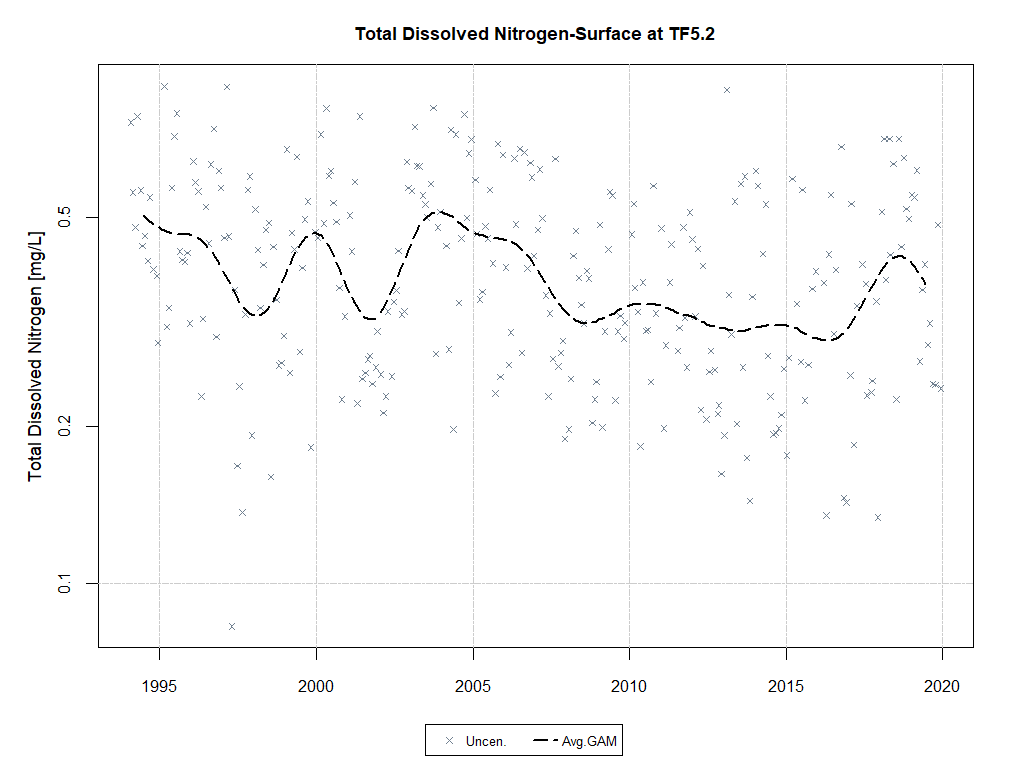 Total Dissolved Nitrogen-Surface at TF5.2
Total Dissolved Nitrogen [mg/L]
0.5
0.2
0.1
1995 2000 2005 2010 2015 2020
Uncen. Avg.GAM